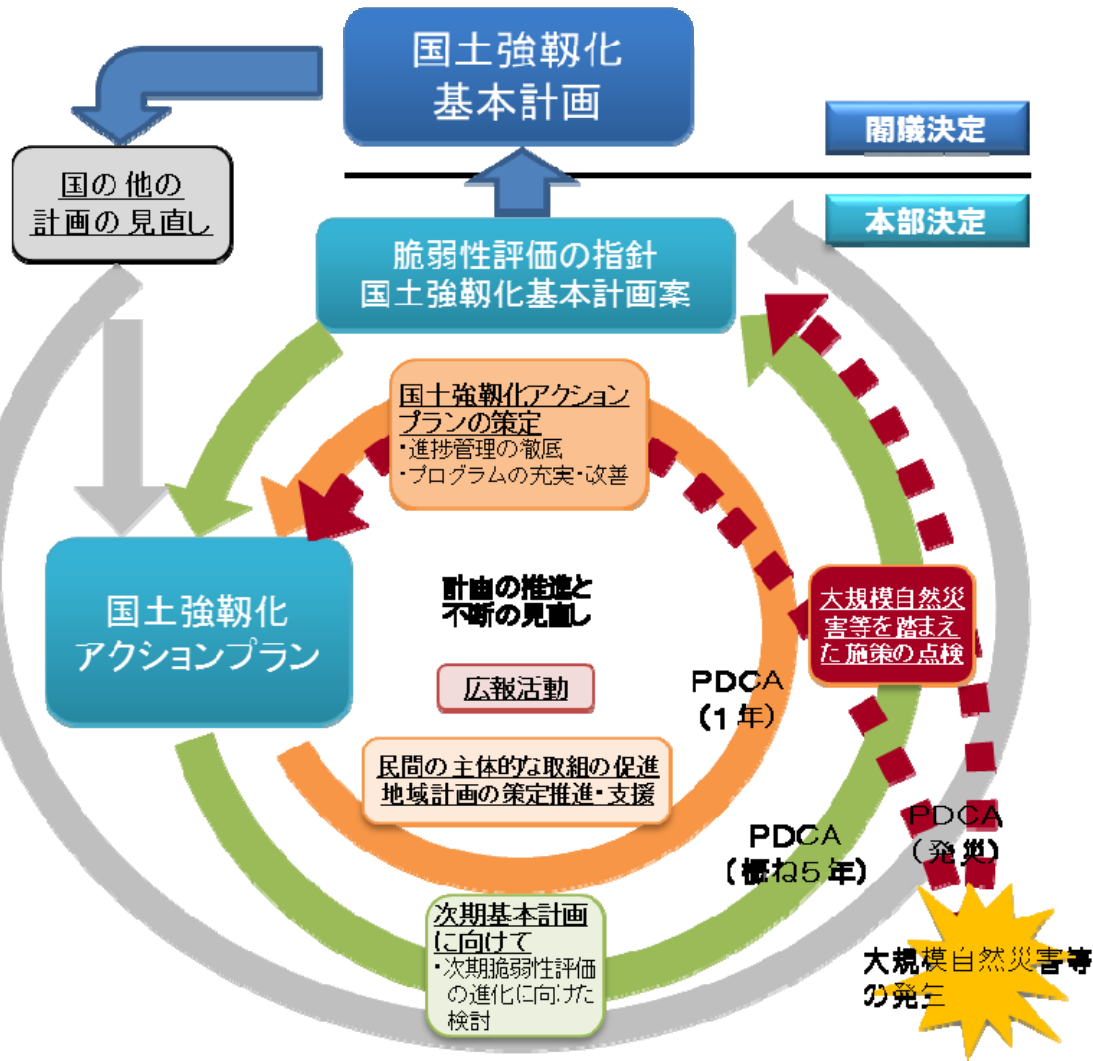 国土強靱化
基本計画
閣議決定
国の他の
計画の見直し
本部決定
脆弱性評価の指針
国土強靱化基本計画案
国土強靱化アクション
プランの策定
・進捗管理の徹底
・プログラムの充実・改善
国土強靱化
アクションプラン
計画の推進と
不断の見直し
大規模自然災
害等を踏まえ
た施策の点検
広報活動
PDCA
(1年)
民間の主体的な取組の促進
地域計画の策定推進・支援
PDCA
(概ね5年)
PDCA
(発災)
次期基本計画
に向けて
・次期脆弱性評価
の進化に向けた
検討
大規模自然災害等
の発生